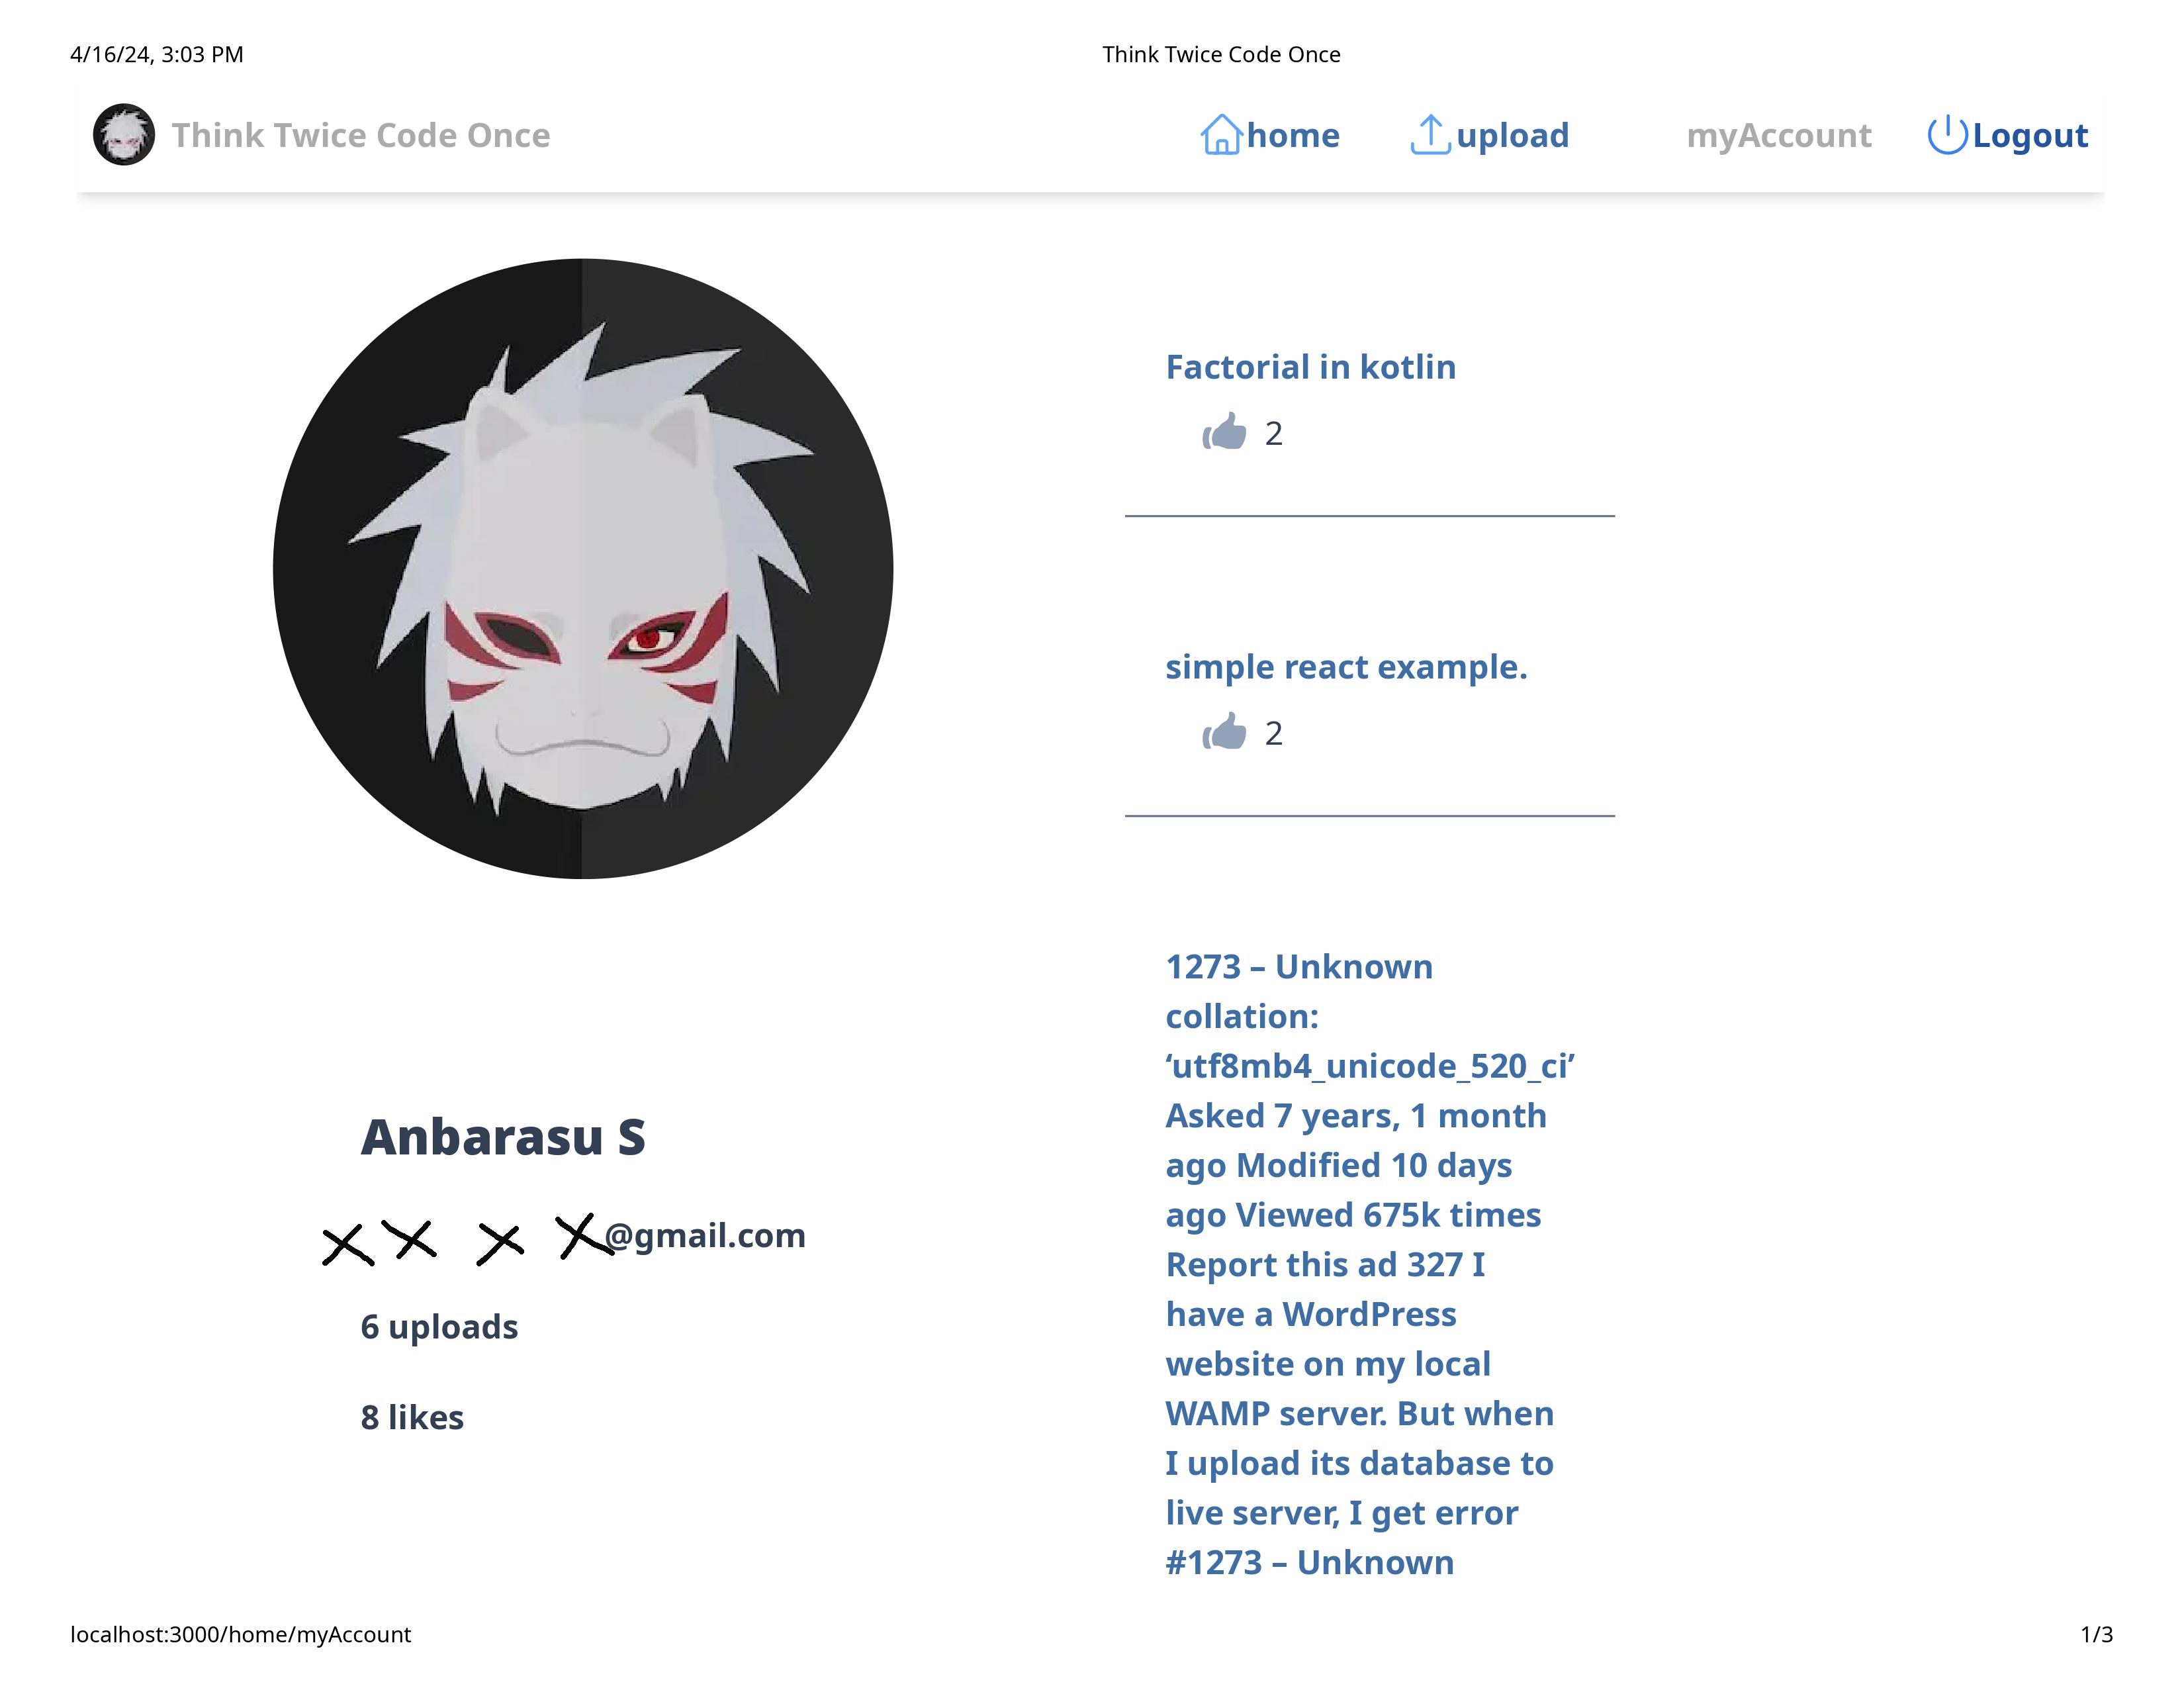 4/16/24, 3:03 PM
Think Twice Code Once
Think Twice Code Once
home
upload
myAccount
Logout
Anbarasu S
@gmail.com
6 uploads
8 likes
Factorial in kotlin
2
simple react example.
2
1273 – Unknown
collation:
‘utf8mb4_unicode_520_ci’
Asked 7 years, 1 month
ago Modified 10 days
ago Viewed 675k times
Report this ad 327 I
have a WordPress
website on my local
WAMP server. But when
I upload its database to
live server, I get error
#1273 – Unknown
localhost:3000/home/myAccount
1/3